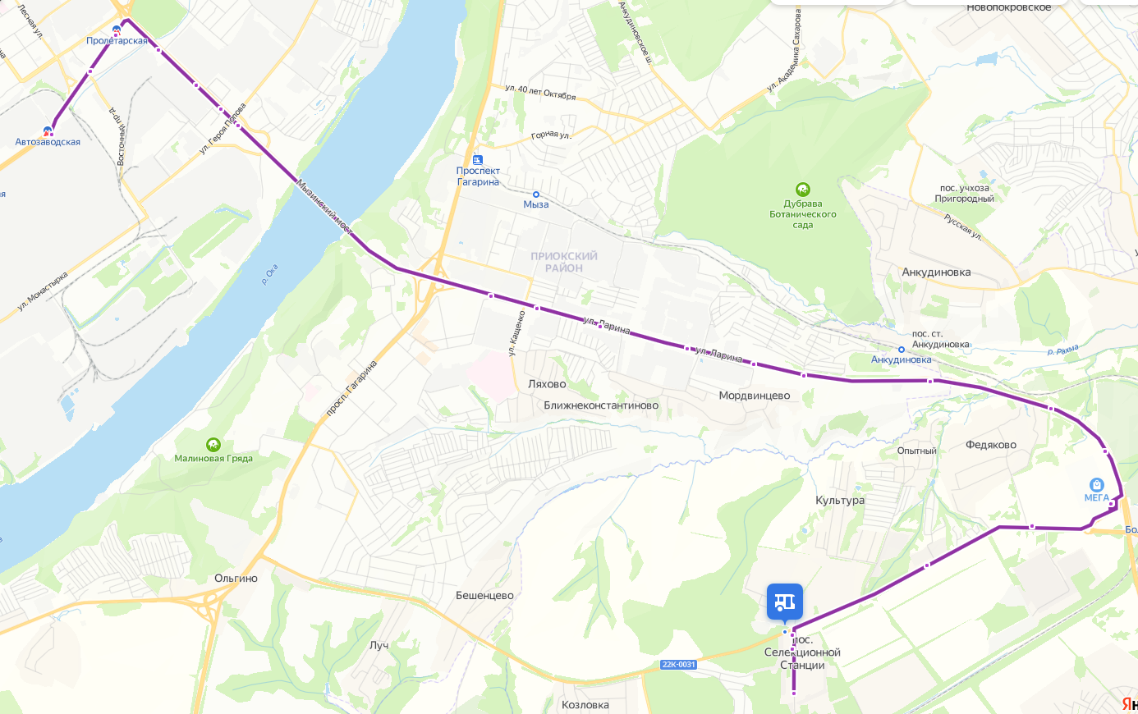 Новопокровское
Лесная ул.
Анкудиновское ш.
ул. Академика Сахарова
Пролетарская
ул. 40 лет Октября
Восточный пр-д
ул. Героя Попова
Автозаводская
Горная ул.
Проспект
Гагарина
Мыза
Дубрава
Ботанического
сада
пос. учхоза
Пригородный
Русская ул.
Мызинский мост
ПРИОКСКИЙ
РАЙОН
р. Ока
ул. Монастырка
Анкудиновка
ул. Ларина
ул. Кащенко
пос. ст.
Анкудиновка
Анкудиновка
р. Рахма
ул. Ларина
просп. Гагарина
Ляхово
Ближнеконстантиново
Мордвинцево
Малиновая Гряда
Опытный
Федяково
Культура
МЕГА
Ольгино
Бешенцево
Луч
пос.
Селекционной
Станции
22К-0031
Козловка